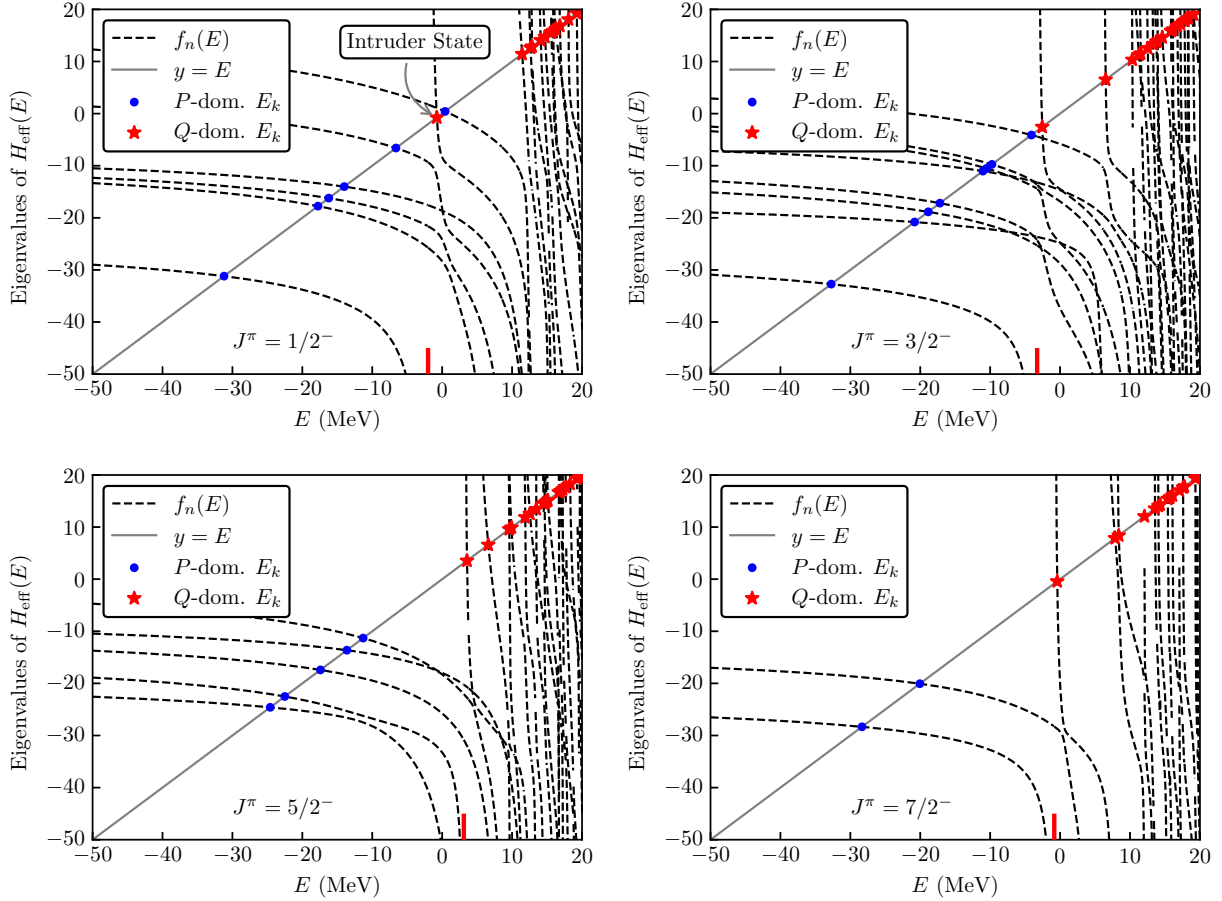 20
10
0
−10
−20
−30
−40
−50
Eigenvalues of H_eff(E)
f_n(E)
y = E
P-dom. E_k
Q-dom. E_k
Intruder State
J^π = 1/2^−
−50 −40 −30 −20 −10 0 10 20
E (MeV)
20
10
0
−10
−20
−30
−40
−50
Eigenvalues of H_eff(E)
f_n(E)
y = E
P-dom. E_k
Q-dom. E_k
J^π = 3/2^−
−50 −40 −30 −20 −10 0 10 20
E (MeV)
20
10
0
−10
−20
−30
−40
−50
Eigenvalues of H_eff(E)
f_n(E)
y = E
P-dom. E_k
Q-dom. E_k
J^π = 5/2^−
−50 −40 −30 −20 −10 0 10 20
E (MeV)
20
10
0
−10
−20
−30
−40
−50
Eigenvalues of H_eff(E)
f_n(E)
y = E
P-dom. E_k
Q-dom. E_k
J^π = 7/2^−
−50 −40 −30 −20 −10 0 10 20
E (MeV)